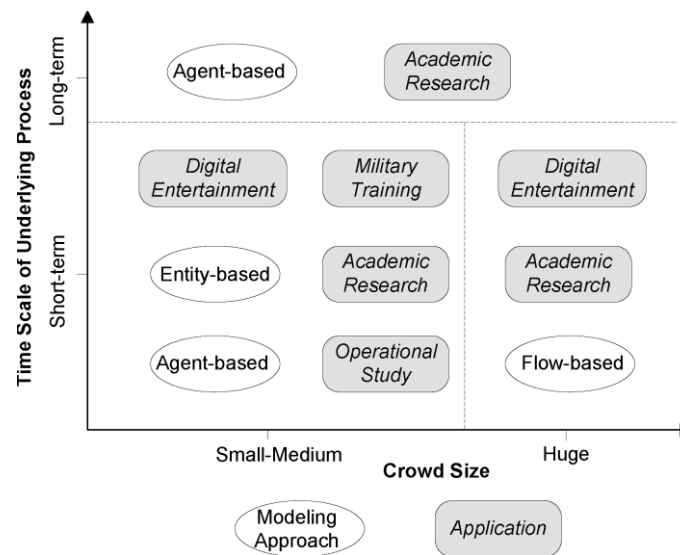 Time Scale of Underlying Process
Long-term
Short-term
Agent-based
Academic
Research
Digital
Entertainment
Military
Training
Digital
Entertainment
Entity-based
Academic
Research
Academic
Research
Agent-based
Operational
Study
Flow-based
Small-Medium
Huge
Crowd Size
Modeling
Approach
Application